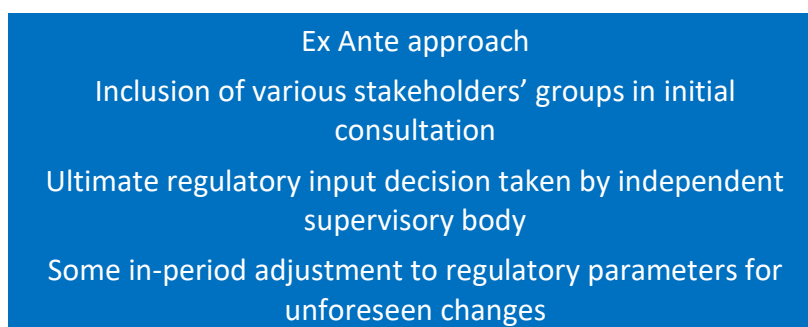 Ex Ante approach
Inclusion of various stakeholders’ groups in initial
consultation
Ultimate regulatory input decision taken by independent
supervisory body
Some in-period adjustment to regulatory parameters for
unforeseen changes